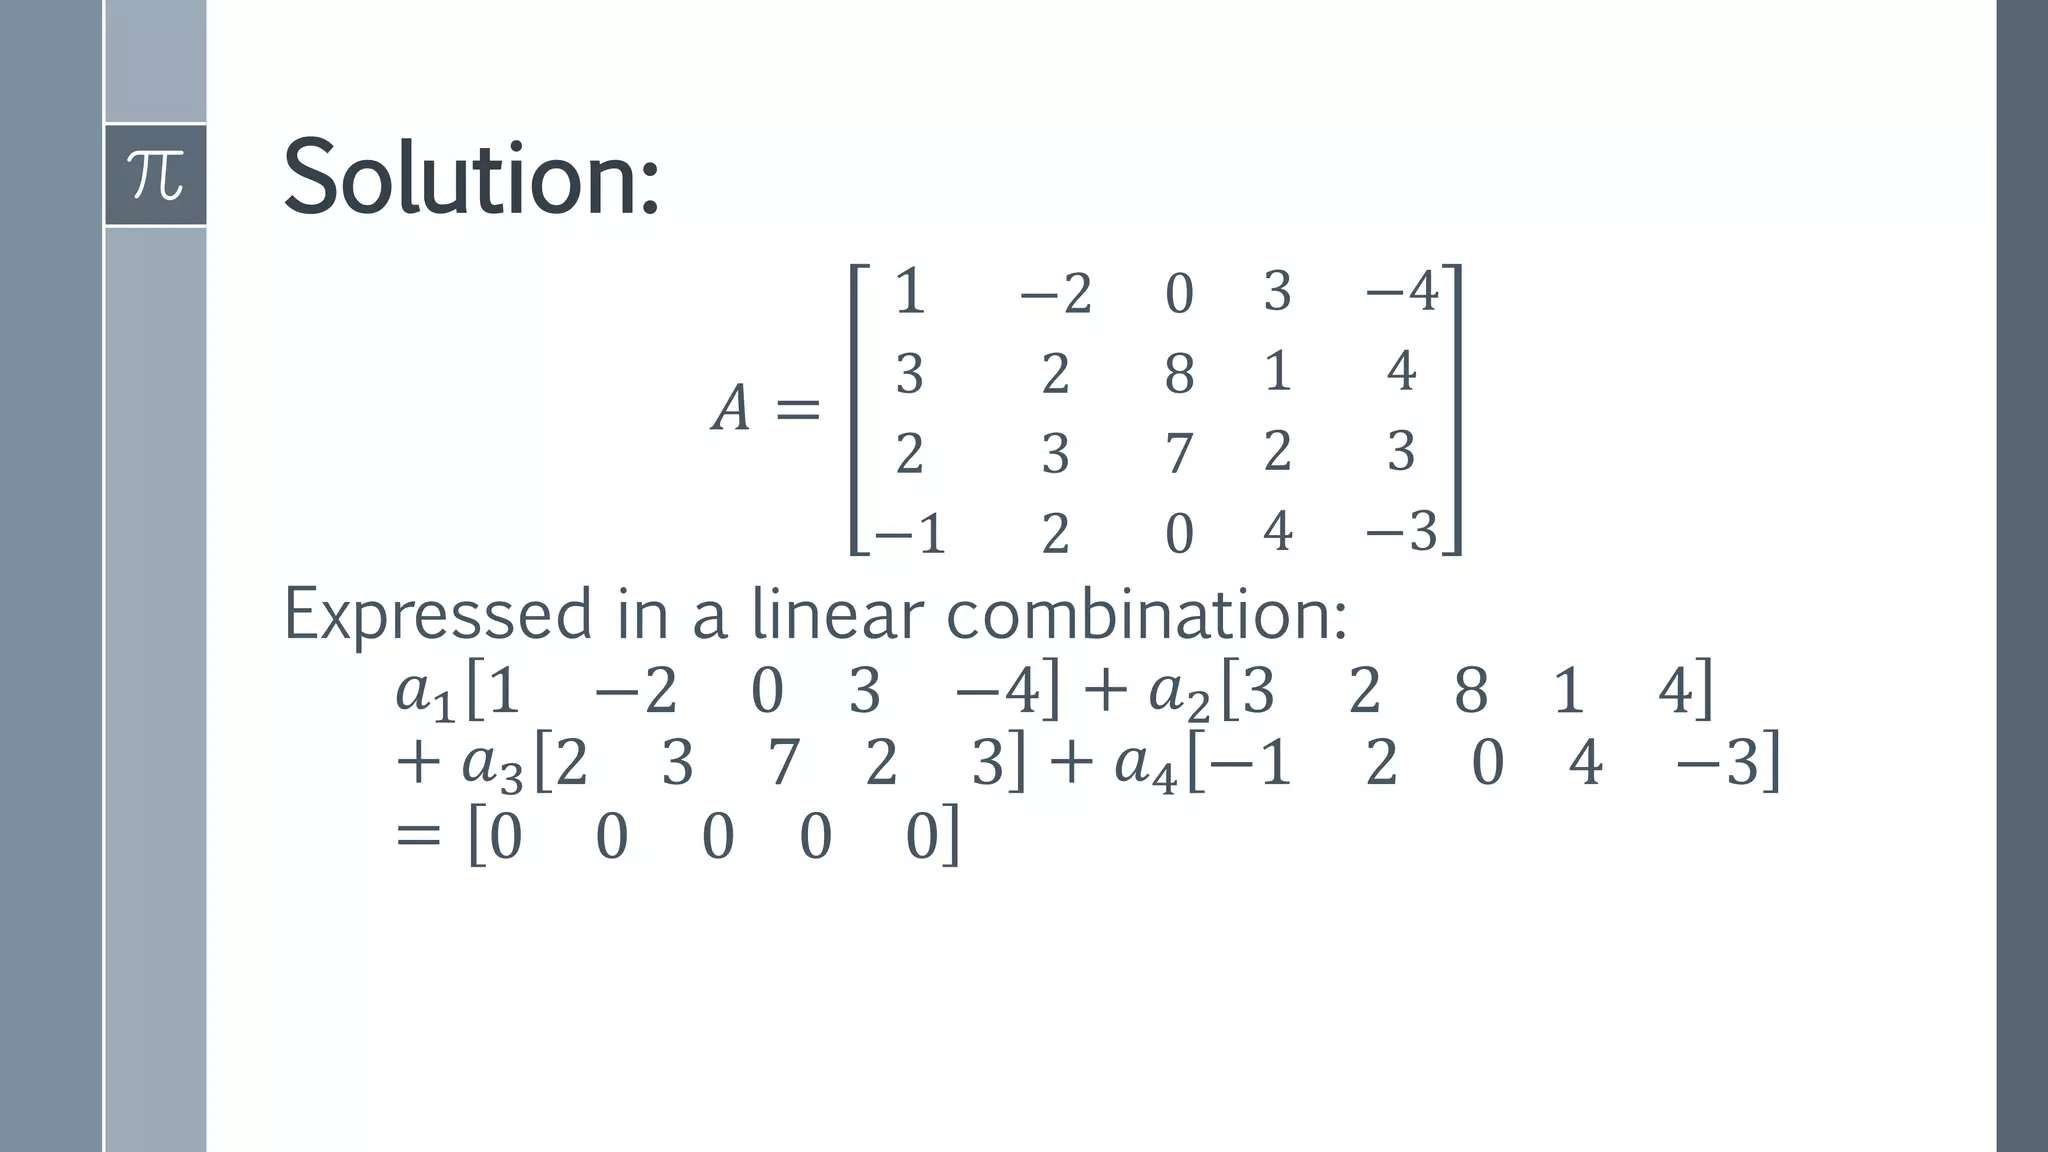 π
Solution:
A = [1 −2 0 3 −4
3 2 8 1 4
2 3 7 2 3
−1 2 0 4 −3]
Expressed in a linear combination:
a₁[1 −2 0 3 −4] + a₂[3 2 8 1 4]
+ a₃[2 3 7 2 3] + a₄[−1 2 0 4 −3]
= [0 0 0 0 0]